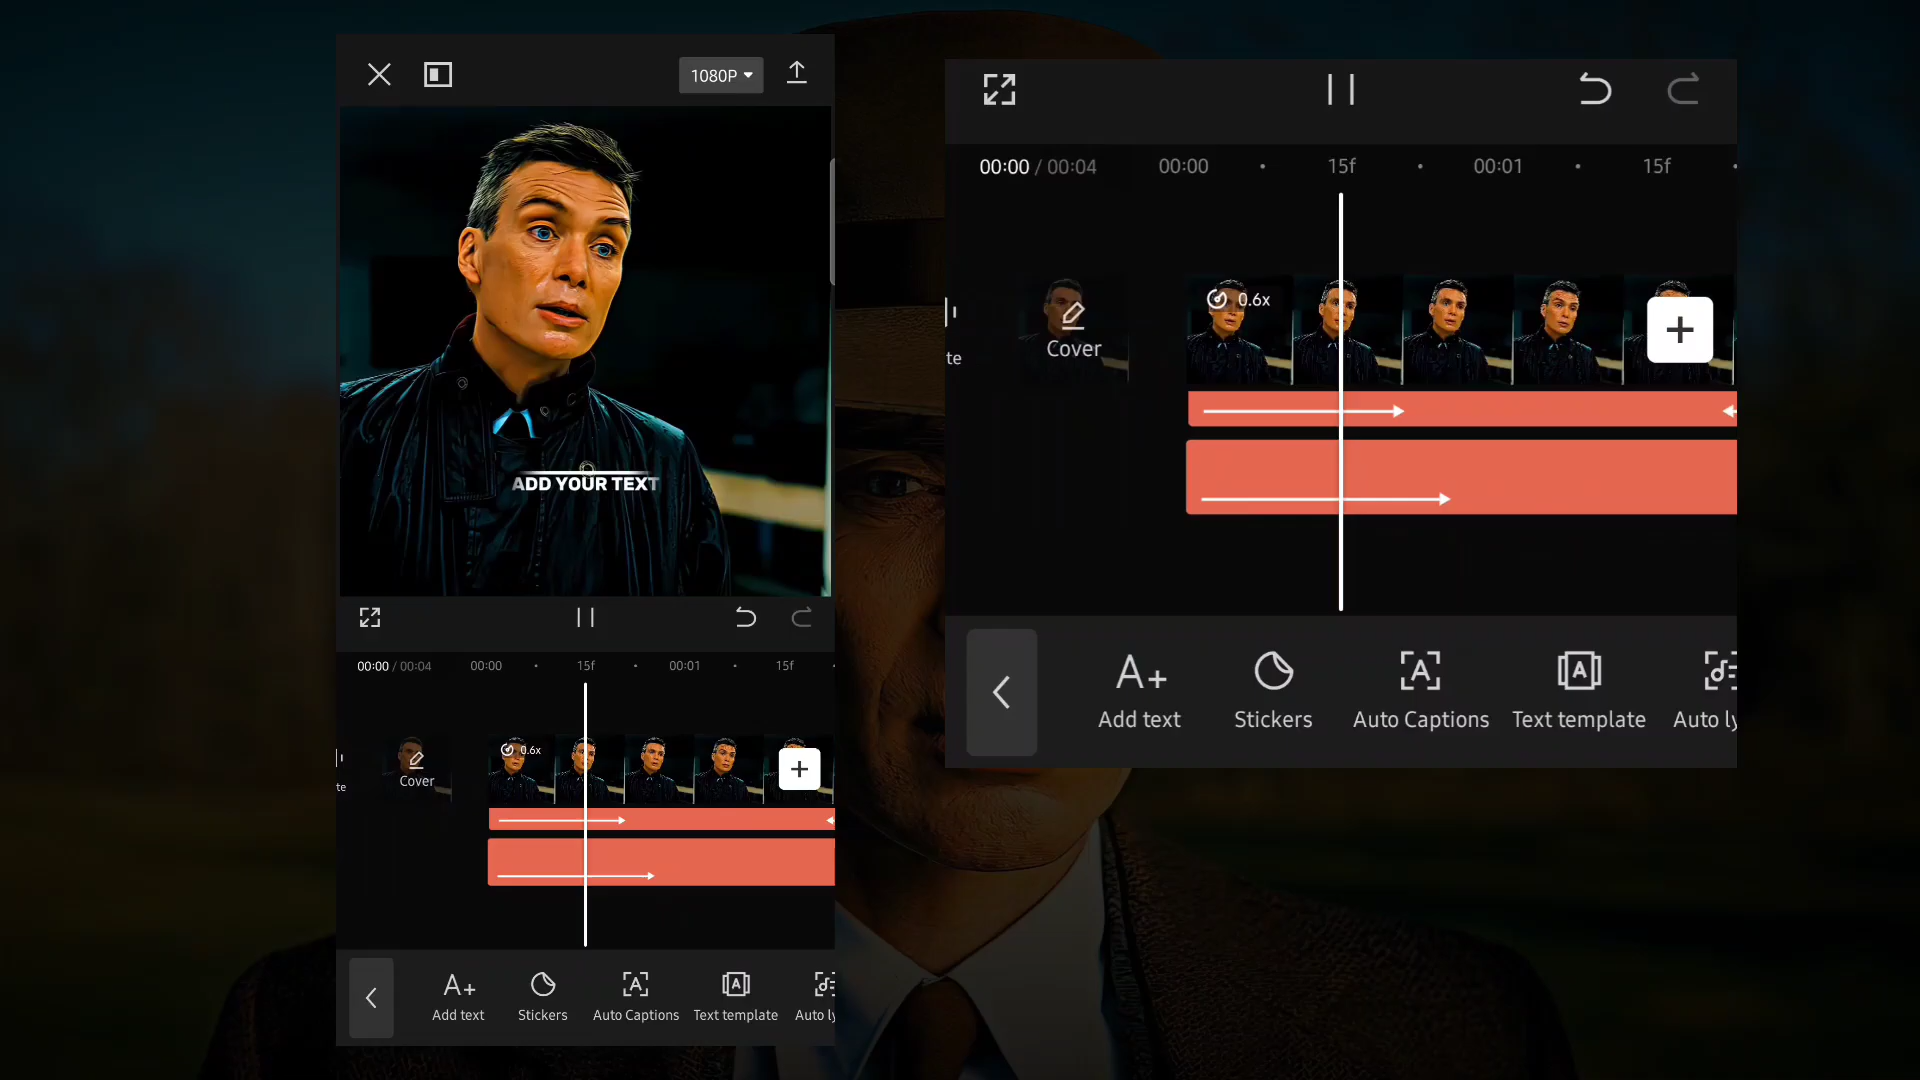 1080P
ADD YOUR TEXT
00:00 / 00:04 00:00 15f 00:01 15f
0.6x
te
Cover
Add text Stickers Auto Captions Text template Auto ly
00:00 / 00:04 00:00 15f 00:01 15f
0.6x
te
Cover
Add text Stickers Auto Captions Text template Auto ly